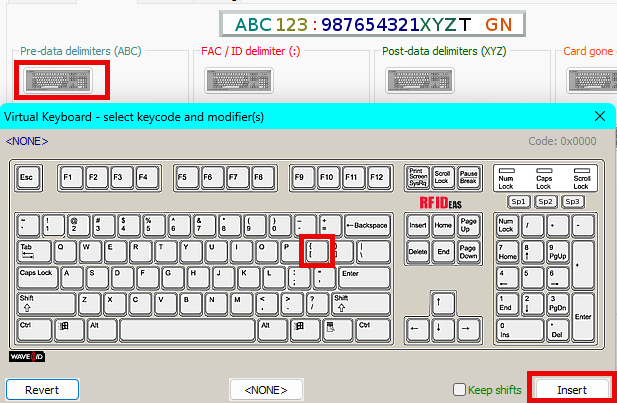 ABC123:987654321XYZT GN
Pre-data delimiters (ABC) FAC / ID delimiter (:) Post-data delimiters (XYZ) Card gone
Virtual Keyboard - select keycode and modifier(s)
<NONE> Code: 0x0000
Esc F1 F2 F3 F4 F5 F6 F7 F8 F9 F10 F11 F12 Print Screen SysRq Scroll Lock Pause Break Num Lock Caps Lock Scroll Lock
RFIDEAS Sp1 Sp2 Sp3
~ ` ! 1 @ 2 # 3 $ 4 % 5 ^ 6 & 7 * 8 ( 9 ) 0 _ - + = ←Backspace Insert Home Page Up Num Lock / * -
Tab Q W E R T Y U I O P { [ | \ Delete End Page Down 7 Home 8 ↑ 9 PgUp +
Caps Lock A S D F G H J K L : ; " ' Enter 4 ← 5 6 →
Shift ⇧ Z X C V B N M < , > . ? / Shift ⇧ ↑ 1 End 2 ↓ 3 PgDn Enter
Ctrl Alt Alt Ctrl ← ↓ → 0 Ins . Del
WAVE ID
Revert <NONE> Keep shifts Insert